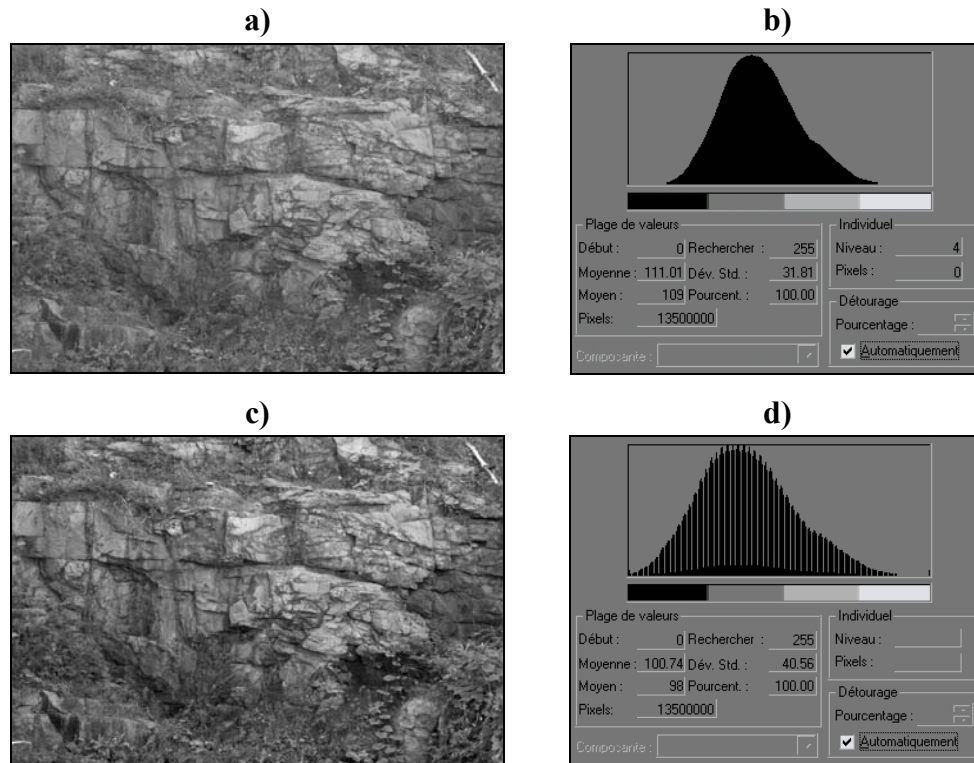 a)
b)
Plage de valeurs
Individuel
Début : 0 Rechercher : 255
Niveau : 4
Moyenne : 111.01 Dév. Std. : 31.81
Pixels : 0
Moyen : 109 Pourcent. : 100.00
Détourage
Pixels: 13500000
Pourcentage :
Composante :
Automatiquement
c)
d)
Plage de valeurs
Individuel
Début : 0 Rechercher : 255
Niveau :
Moyenne : 100.74 Dév. Std. : 40.56
Pixels :
Moyen : 98 Pourcent. : 100.00
Détourage
Pixels: 13500000
Pourcentage :
Composante :
Automatiquement